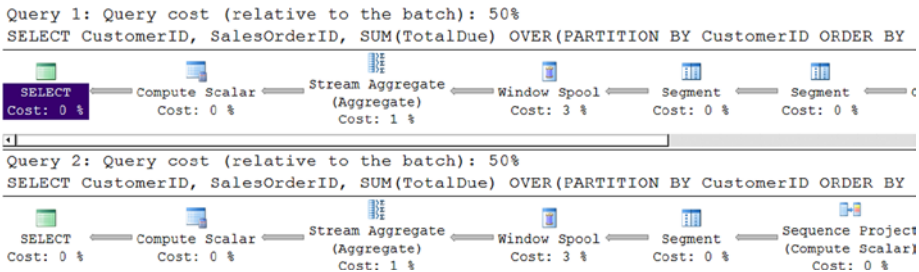 Query 1: Query cost (relative to the batch): 50%
SELECT CustomerID, SalesOrderID, SUM(TotalDue) OVER(PARTITION BY CustomerID ORDER BY
SELECT Compute Scalar Stream Aggregate Window Spool Segment Segment
Cost: 0 % Cost: 0 % (Aggregate) Cost: 3 % Cost: 0 % Cost: 0 %
Cost: 1 %
Query 2: Query cost (relative to the batch): 50%
SELECT CustomerID, SalesOrderID, SUM(TotalDue) OVER(PARTITION BY CustomerID ORDER BY
SELECT Compute Scalar Stream Aggregate Window Spool Segment Sequence Project
Cost: 0 % Cost: 0 % (Aggregate) Cost: 3 % Cost: 0 % (Compute Scalar)
Cost: 1 % Cost: 0 %